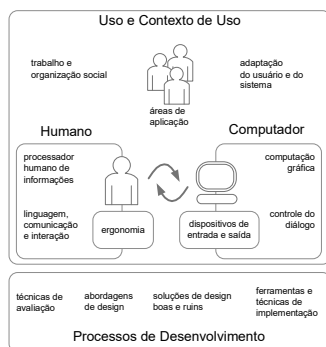 Uso e Contexto de Uso
trabalho e
organização social
adaptação
do usuário e do
sistema
áreas de
aplicação
Humano
Computador
processador
humano de
informações
computação
gráfica
linguagem,
comunicação
e interação
ergonomia
dispositivos de
entrada e saída
controle do
diálogo
técnicas de
avaliação
abordagens
de design
soluções de design
boas e ruins
ferramentas e
técnicas de
implementação
Processos de Desenvolvimento